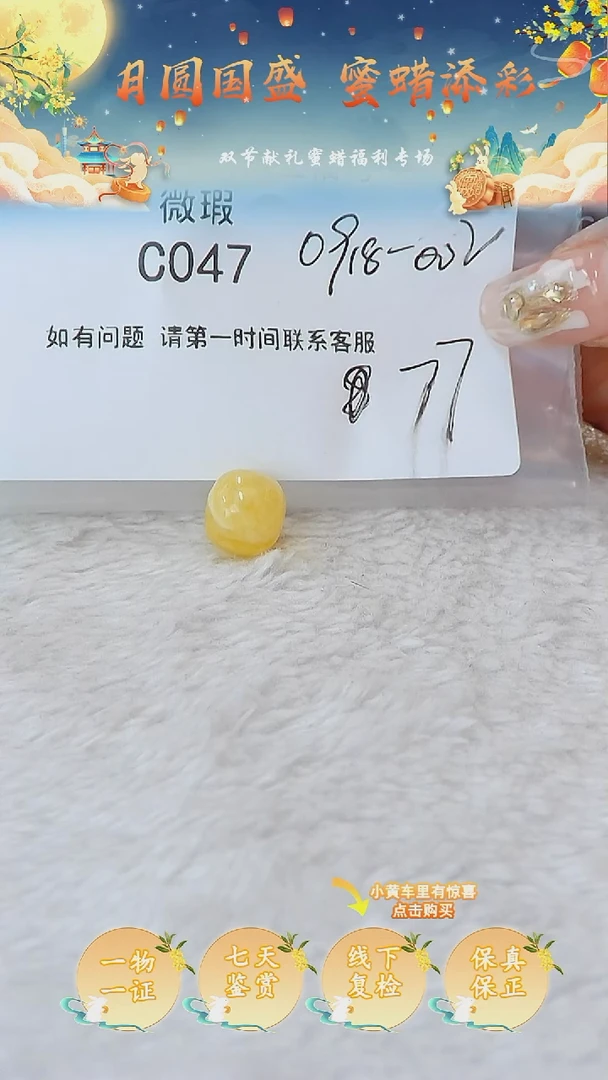 月圆国盛 蜜蜡添彩
双节献礼蜜蜡福利专场
微瑕
C047 0918-002
如有问题 请第一时间联系客服
77
小黄车里有惊喜
点击购买
一物
一证
七天
鉴赏
线下
复检
保真
保正